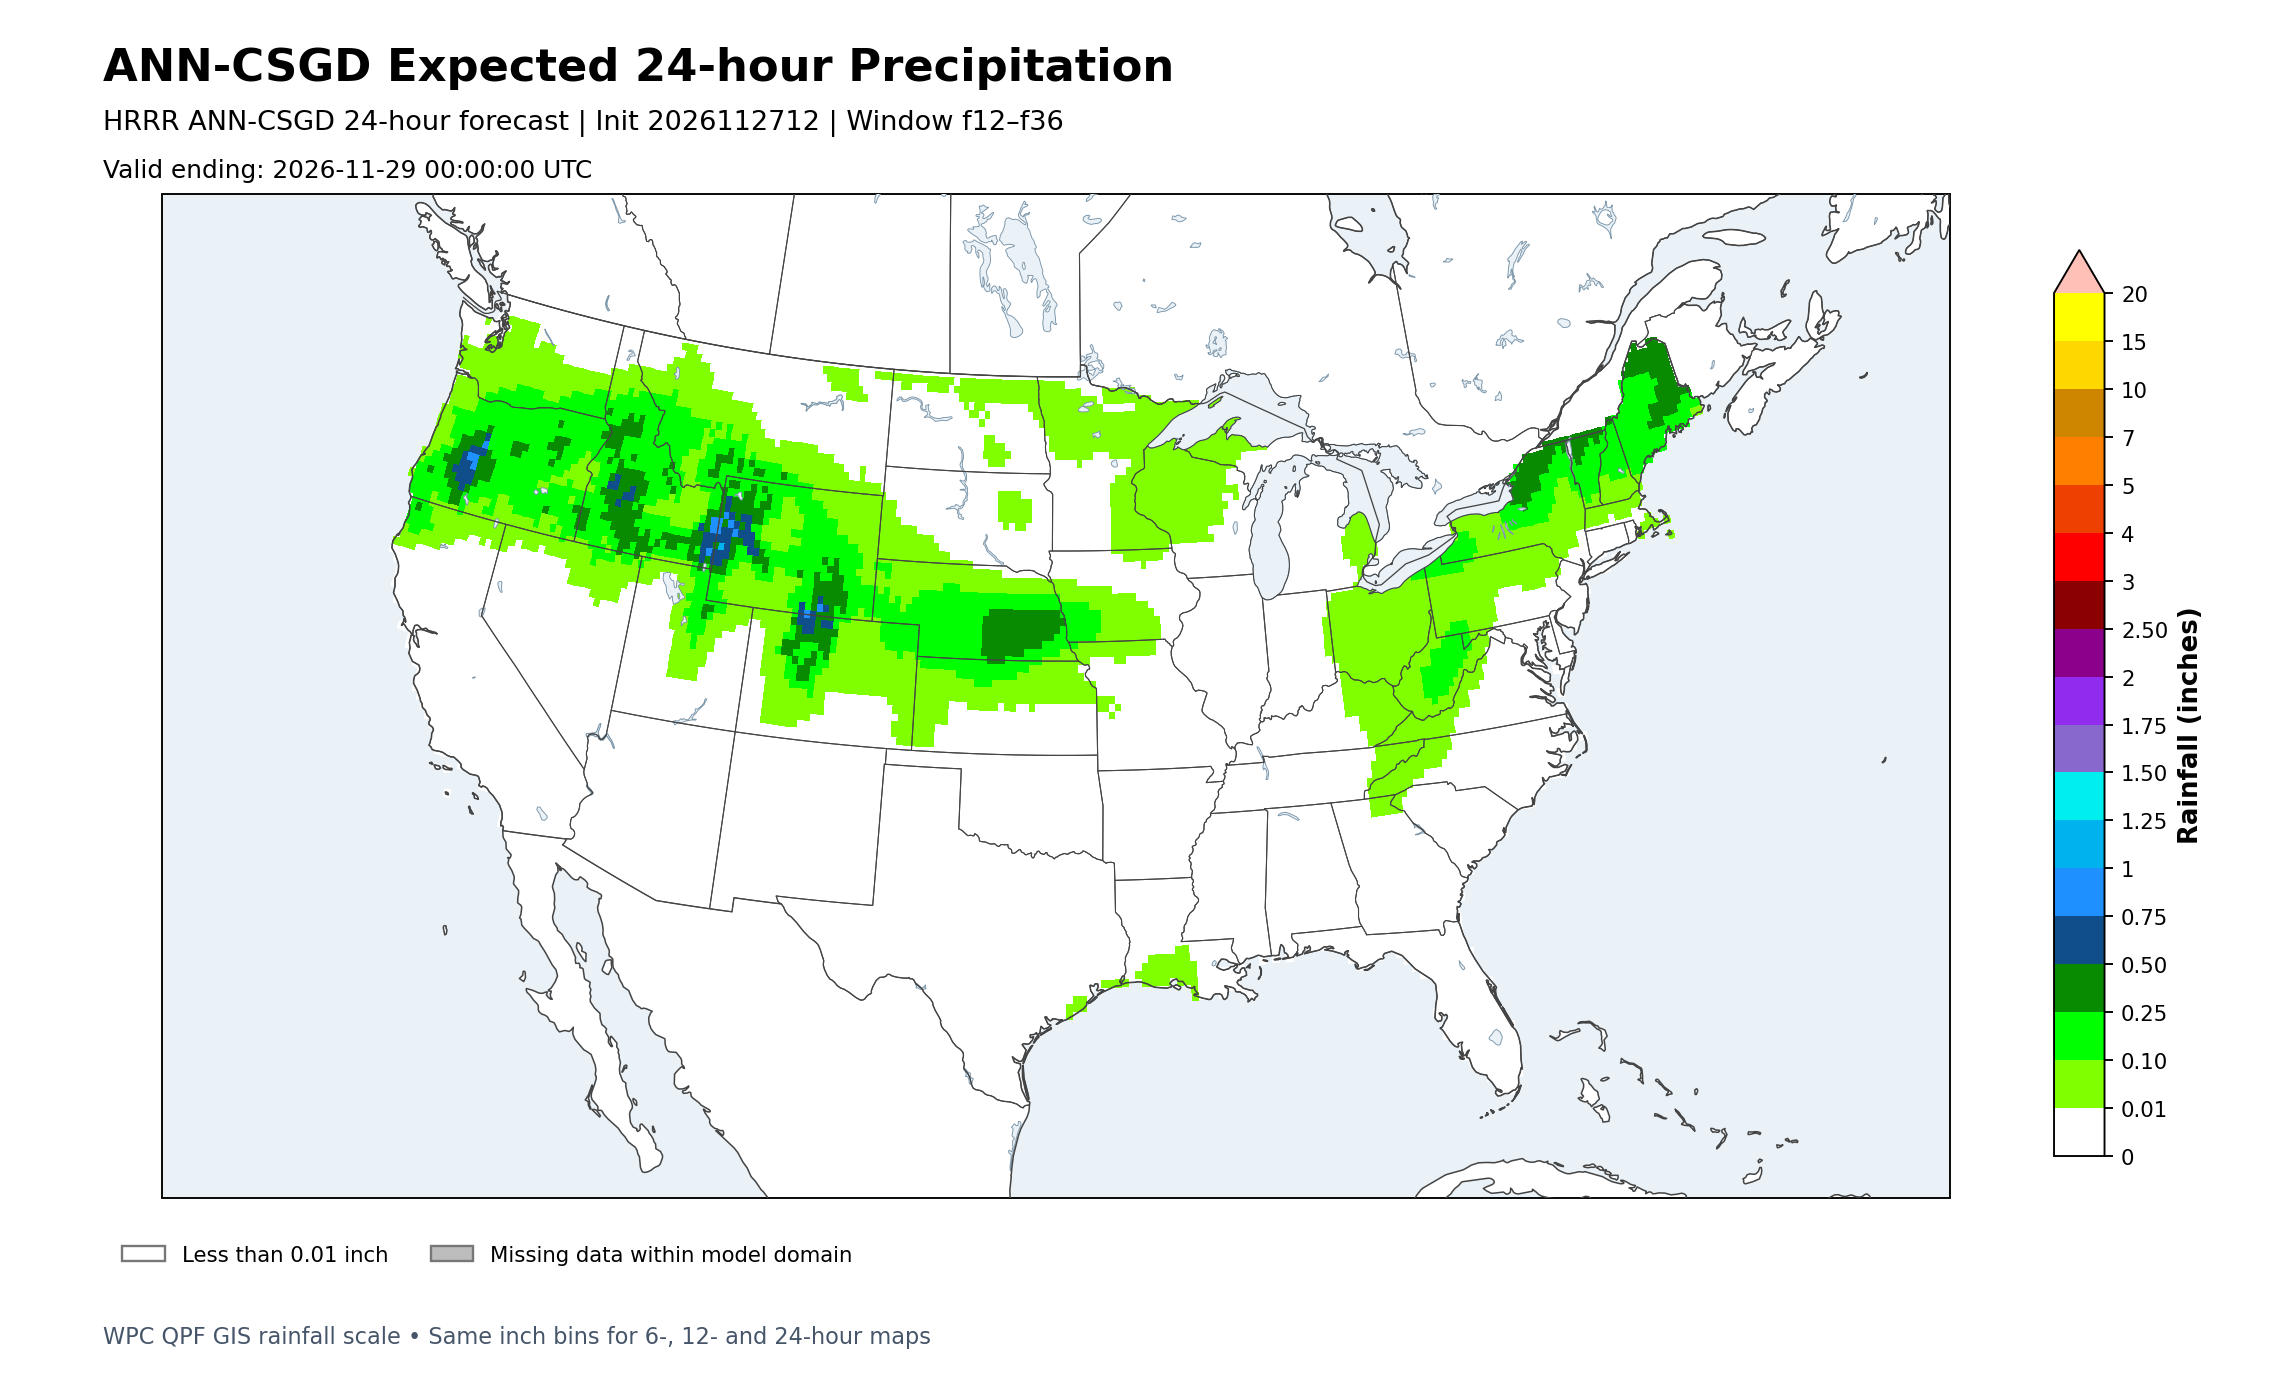 ANN-CSGD Expected 24-hour Precipitation
HRRR ANN-CSGD 24-hour forecast | Init 2026112712 | Window f12–f36
Valid ending: 2026-11-29 00:00:00 UTC
20
15
10
7
5
4
3
2.50
2
1.75
1.50
1.25
1
0.75
0.50
0.25
0.10
0.01
0
Rainfall (inches)
Less than 0.01 inch
Missing data within model domain
WPC QPF GIS rainfall scale • Same inch bins for 6-, 12- and 24-hour maps